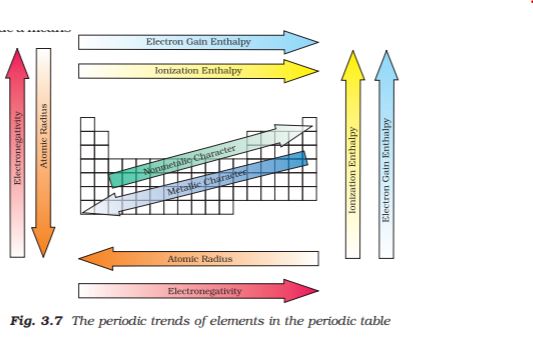 Electron Gain Enthalpy
Ionization Enthalpy
Electronegativity
Atomic Radius
Nonmetallic Character
Metallic Character
Ionization Enthalpy
Electron Gain Enthalpy
Atomic Radius
Electronegativity
Fig. 3.7 The periodic trends of elements in the periodic table